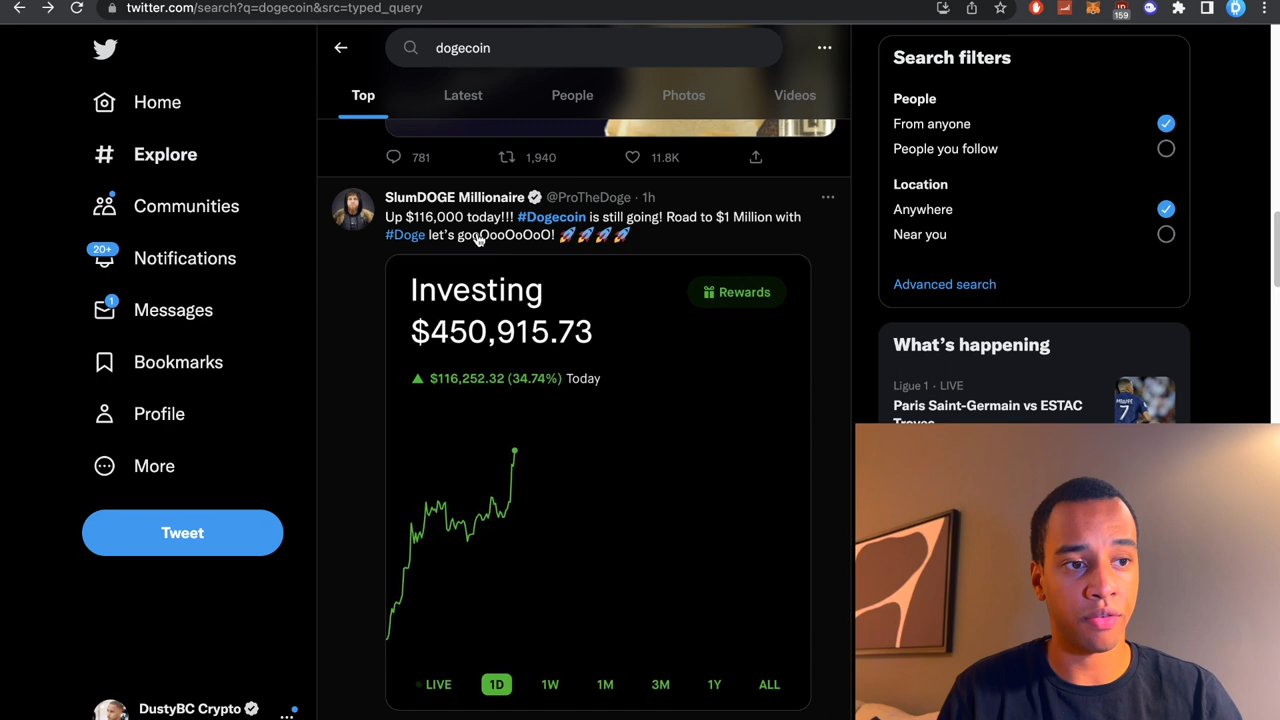 twitter.com/search?q=dogecoin&src=typed_query
159
Home
Explore
Communities
20+
Notifications
1
Messages
Bookmarks
Profile
More
Tweet
DustyBC Crypto
dogecoin
Top Latest People Photos Videos
781 1,940 11.8K
SlumDOGE Millionaire @ProTheDoge · 1h
Up $116,000 today!!! #Dogecoin is still going! Road to $1 Million with
#Doge let's gooOooOoOoO! 🚀🚀🚀🚀
Investing
Rewards
$450,915.73
▲ $116,252.32 (34.74%) Today
LIVE 1D 1W 1M 3M 1Y ALL
Search filters
People
From anyone
People you follow
Location
Anywhere
Near you
Advanced search
What's happening
Ligue 1 · LIVE
Paris Saint-Germain vs ESTAC
Troyes
7